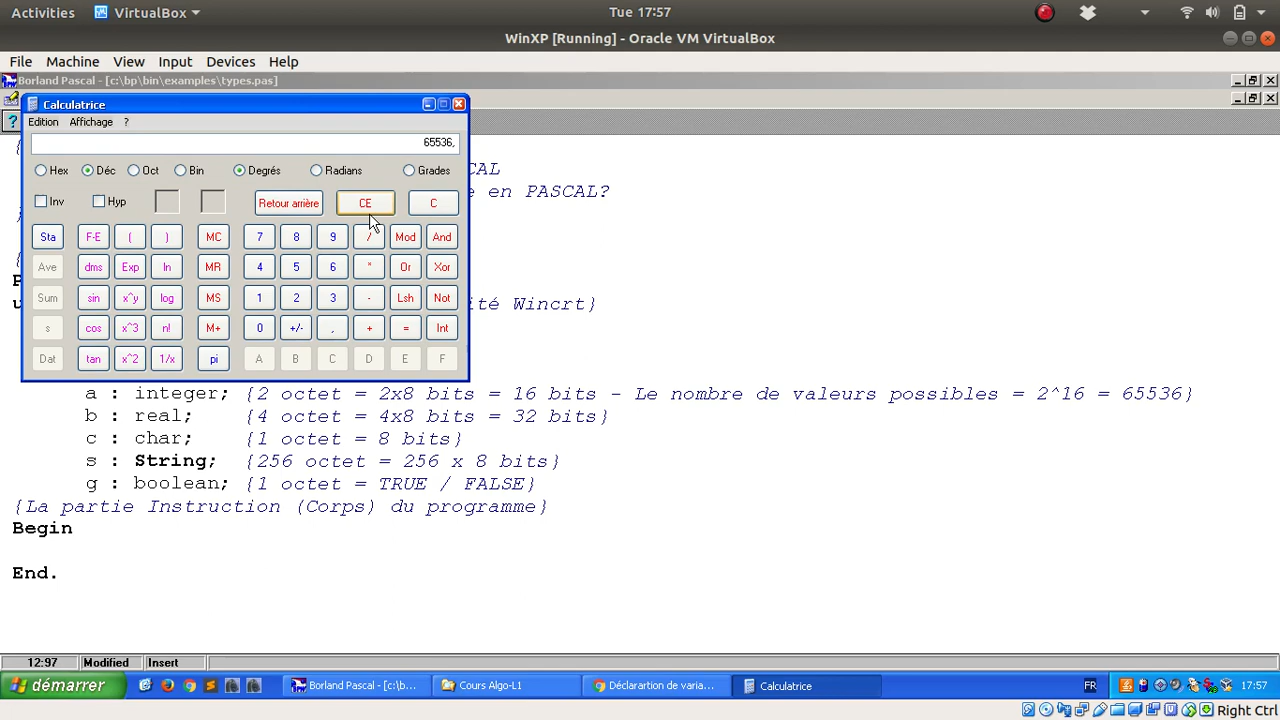 Activities VirtualBox Tue 17:57
WinXP [Running] - Oracle VM VirtualBox
File Machine View Input Devices Help
Borland Pascal - [c:\bp\bin\examples\types.pas]
Calculatrice
Edition Affichage ?
65536,
Hex Déc Oct Bin Degrés Radians Grades
Inv Hyp Retour arrière CE C
Sta F-E ( ) MC 7 8 9 / Mod And
Ave dms Exp ln MR 4 5 6 * Or Xor
Sum sin x^y log MS 1 2 3 - Lsh Not
s cos x^3 n! M+ 0 +/- , + = Int
Dat tan x^2 1/x pi A B C D E F
{
CAL
e en PASCAL?
ité Wincrt}
a : integer; {2 octet = 2x8 bits = 16 bits - Le nombre de valeurs possibles = 2^16 = 65536}
b : real; {4 octet = 4x8 bits = 32 bits}
c : char; {1 octet = 8 bits}
s : String; {256 octet = 256 x 8 bits}
g : boolean; {1 octet = TRUE / FALSE}
{La partie Instruction (Corps) du programme}
Begin
End.
12:97 Modified Insert
démarrer Borland Pascal - [c:\b... Cours Algo-L1 Déclarartion de varia... Calculatrice FR 17:57
Right Ctrl